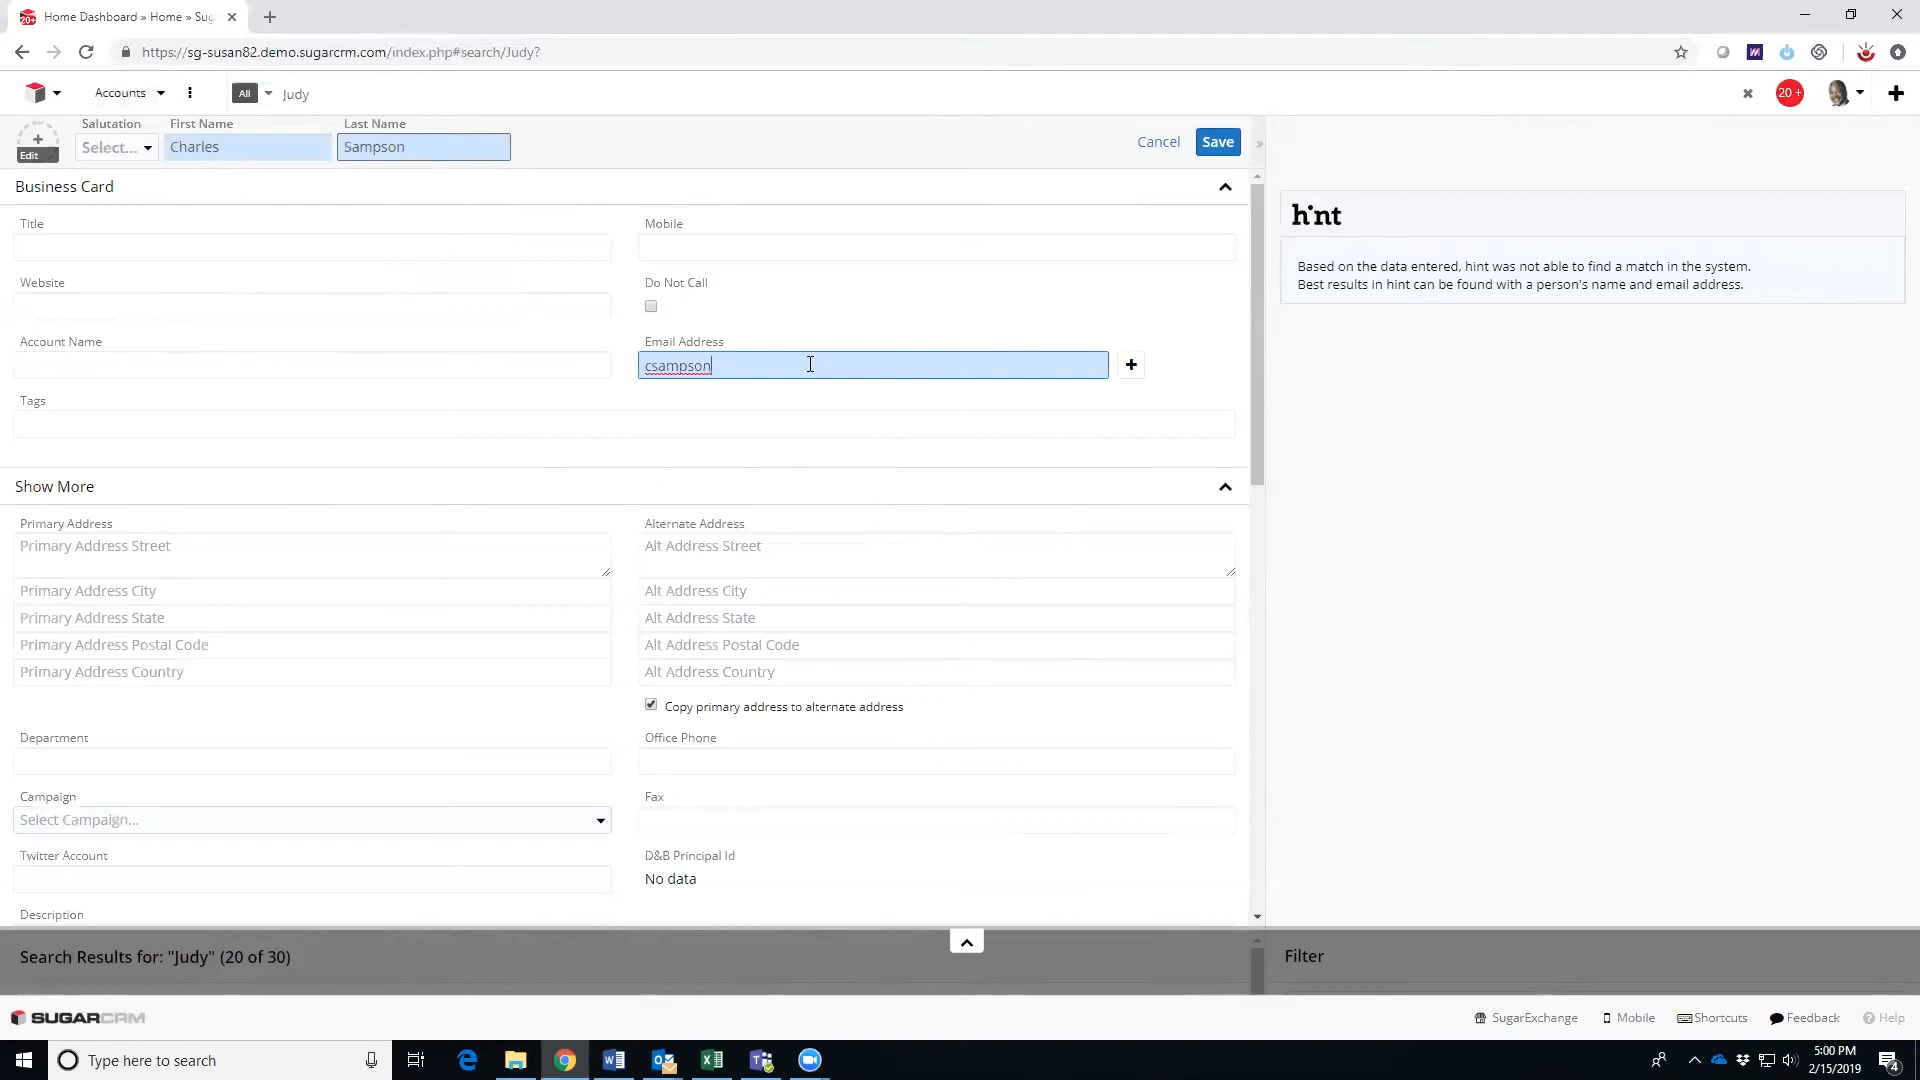 Home Dashboard » Home » Sug
https://sg-susan82.demo.sugarcrm.com/index.php#search/Judy?
Accounts
All
Judy
20 +
Salutation
First Name
Last Name
Edit
Select...
Charles
Sampson
Cancel
Save
Business Card
hint
Title
Mobile
Based on the data entered, hint was not able to find a match in the system.
Best results in hint can be found with a person's name and email address.
Website
Do Not Call
Account Name
Email Address
csampson
Tags
Show More
Primary Address
Alternate Address
Primary Address Street
Alt Address Street
Primary Address City
Alt Address City
Primary Address State
Alt Address State
Primary Address Postal Code
Alt Address Postal Code
Primary Address Country
Alt Address Country
Copy primary address to alternate address
Department
Office Phone
Campaign
Fax
Select Campaign...
Twitter Account
D&B Principal Id
No data
Description
Search Results for: "Judy" (20 of 30)
Filter
SUGARCRM
SugarExchange
Mobile
Shortcuts
Feedback
Help
Type here to search
5:00 PM
2/15/2019
4